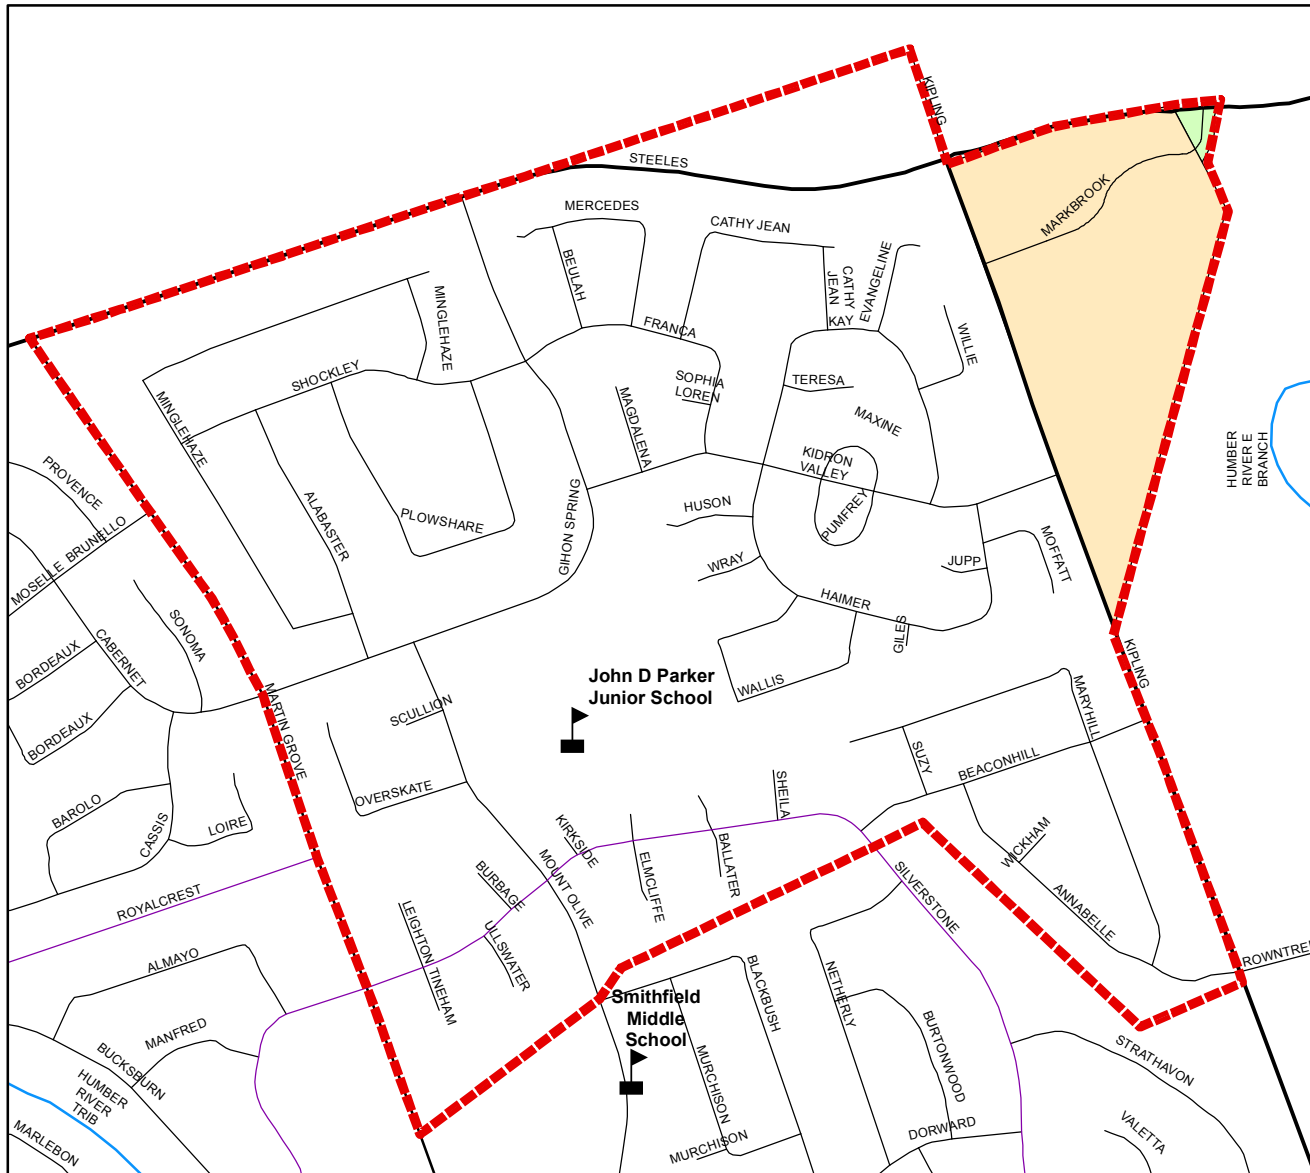 KIPLING
STEELES
MERCEDES
CATHY JEAN
MARKBROOK
BEULAH
CATHY
JEAN
EVANGELINE
MINGLEHAZE
FRANCA
KAY
WILLIE
SHOCKLEY
SOPHIA
LOREN
TERESA
MINGLEHAZE
MAGDALENA
MAXINE
KIDRON
VALLEY
HUMBER
RIVER E
BRANCH
PROVENCE
ALABASTER
PLOWSHARE
GIHON SPRING
HUSON
PUMFREY
MOSELLE
BRUNELLO
WRAY
JUPP
MOFFATT
HAIMER
SONOMA
CABERNET
GILES
BORDEAUX
John D Parker
Junior School
WALLIS
KIPLING
MARTIN GROVE
SCULLION
MARYHILL
BORDEAUX
SUZY
BEACONHILL
OVERSKATE
SHEILA
BAROLO
CASSIS
LOIRE
KIRKSIDE
MOUNT OLIVE
ELMCLIFFE
BALLATER
WICKHAM
SILVERSTONE
ROYALCREST
BURBAGE
ANNABELLE
LEIGHTON
TINEHAM
ULLSWATER
ALMAYO
BLACKBUSH
NETHERLY
ROWNTREE
Smithfield
Middle
School
MANFRED
BUCKSBURN
BURTONWOOD
STRATHAVON
HUMBER
RIVER
TRIB
MURCHISON
MARLEBON
MURCHISON
DORWARD
VALETTA